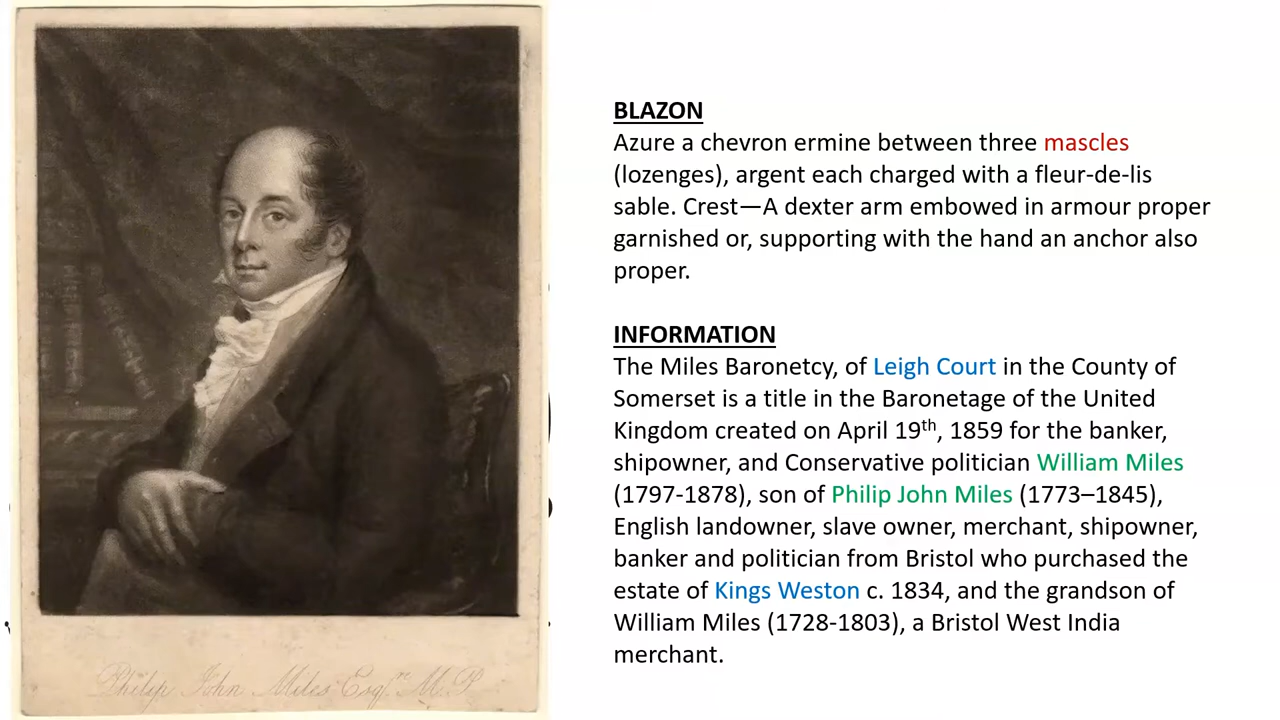 BLAZON
Azure a chevron ermine between three mascles
(lozenges), argent each charged with a fleur-de-lis
sable. Crest—A dexter arm embowed in armour proper
garnished or, supporting with the hand an anchor also
proper.
INFORMATION
The Miles Baronetcy, of Leigh Court in the County of
Somerset is a title in the Baronetage of the United
Kingdom created on April 19th, 1859 for the banker,
shipowner, and Conservative politician William Miles
(1797-1878), son of Philip John Miles (1773–1845),
English landowner, slave owner, merchant, shipowner,
banker and politician from Bristol who purchased the
estate of Kings Weston c. 1834, and the grandson of
William Miles (1728-1803), a Bristol West India
merchant.
Philip John Miles Esqr. M.P